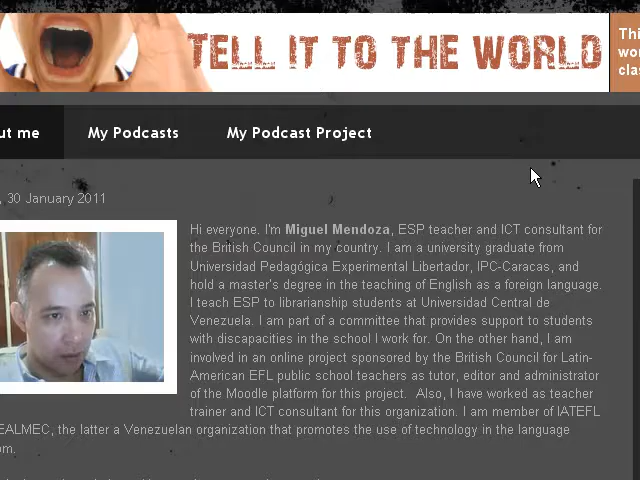 TELL IT TO THE WORLD
My Podcasts
My Podcast Project
me
30 January 2011
Hi everyone. I'm Miguel Mendoza, ESP teacher and ICT consultant for
the British Council in my country. I am a university graduate from
Universidad Pedagógica Experimental Libertador, IPC-Caracas, and
hold a master's degree in the teaching of English as a foreign language.
I teach ESP to librarianship students at Universidad Central de
Venezuela. I am part of a committee that provides support to students
with discapacities in the school I work for. On the other hand, I am
involved in an online project sponsored by the British Council for Latin-
American EFL public school teachers as tutor, editor and administrator
of the Moodle platform for this project. Also, I have worked as teacher
trainer and ICT consultant for this organization. I am member of IATEFL
EALMEC, the latter a Venezuelan organization that promotes the use of technology in the language